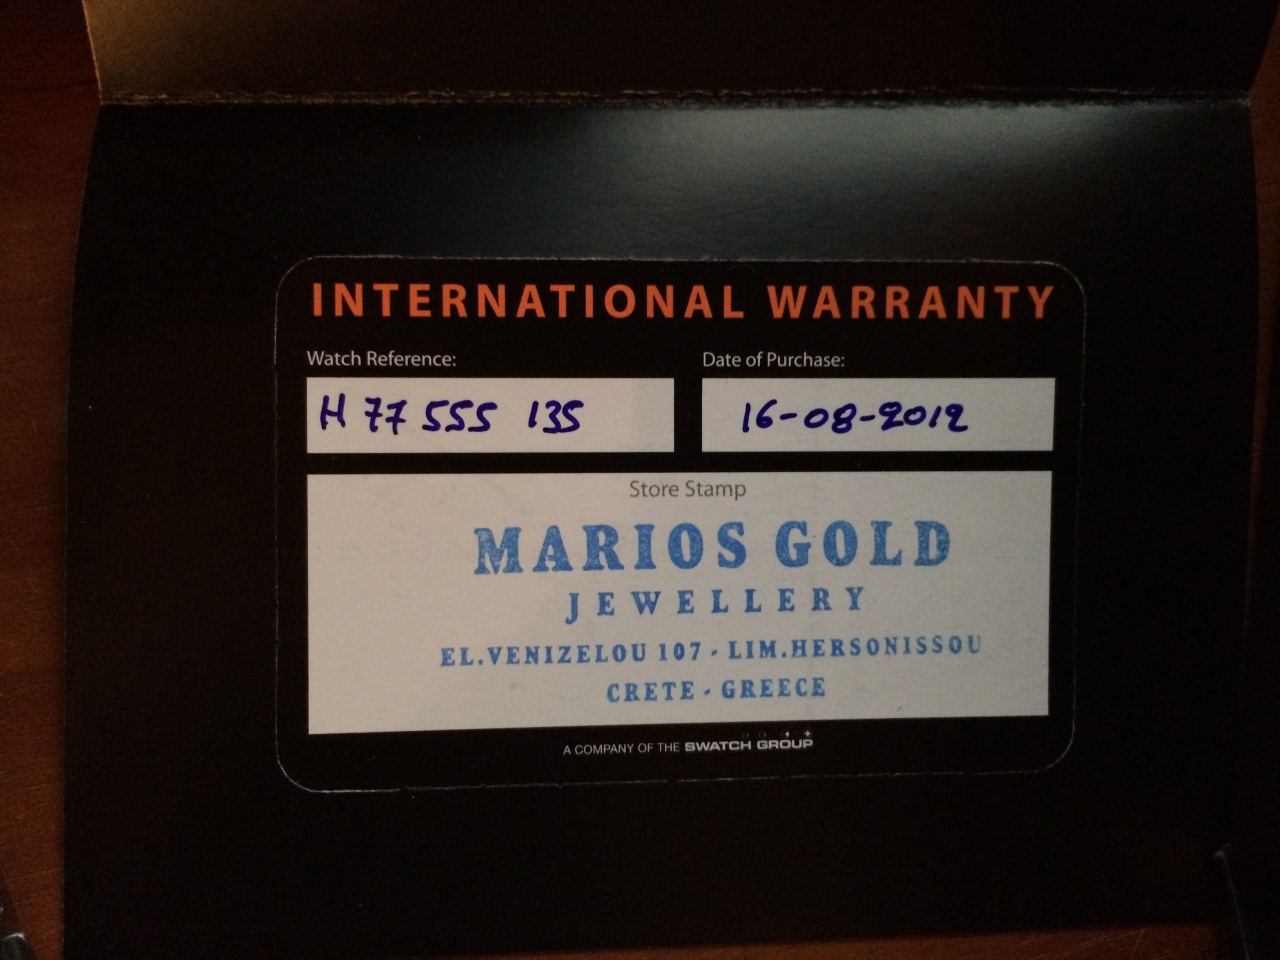 INTERNATIONAL WARRANTY
Watch Reference: Date of Purchase:
H 77 555 135 16-08-2012
Store Stamp
MARIOS GOLD
JEWELLERY
EL.VENIZELOU 107 - LIM.HERSONISSOU
CRETE - GREECE
A COMPANY OF THE SWATCH GROUP